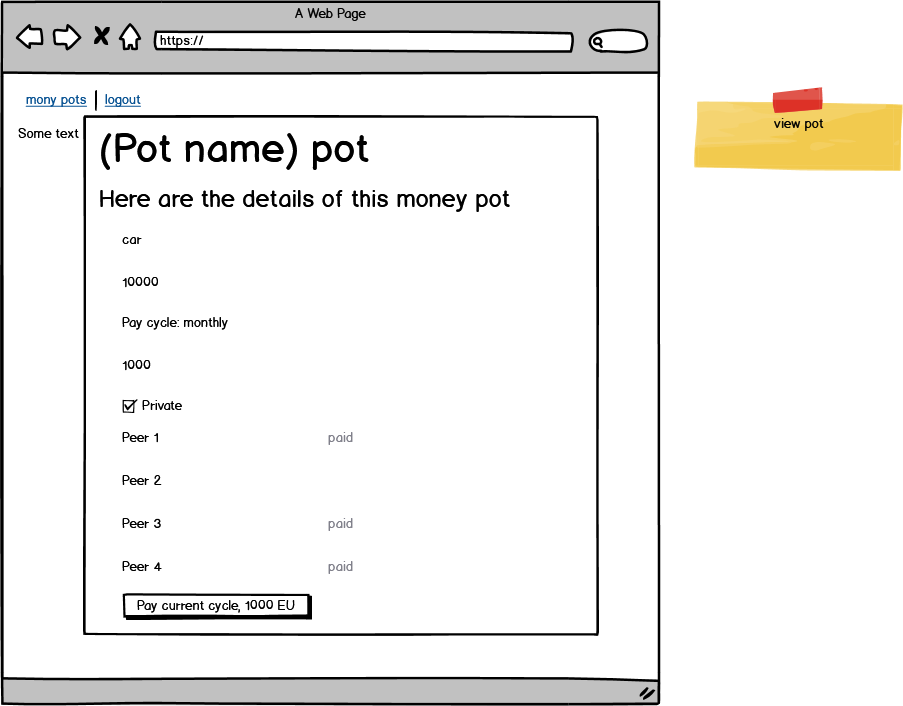 A Web Page
https://
mony pots | logout
view pot
Some text
(Pot name) pot
Here are the details of this money pot
car
10000
Pay cycle: monthly
1000
Private
Peer 1 paid
Peer 2
Peer 3 paid
Peer 4 paid
Pay current cycle, 1000 EU